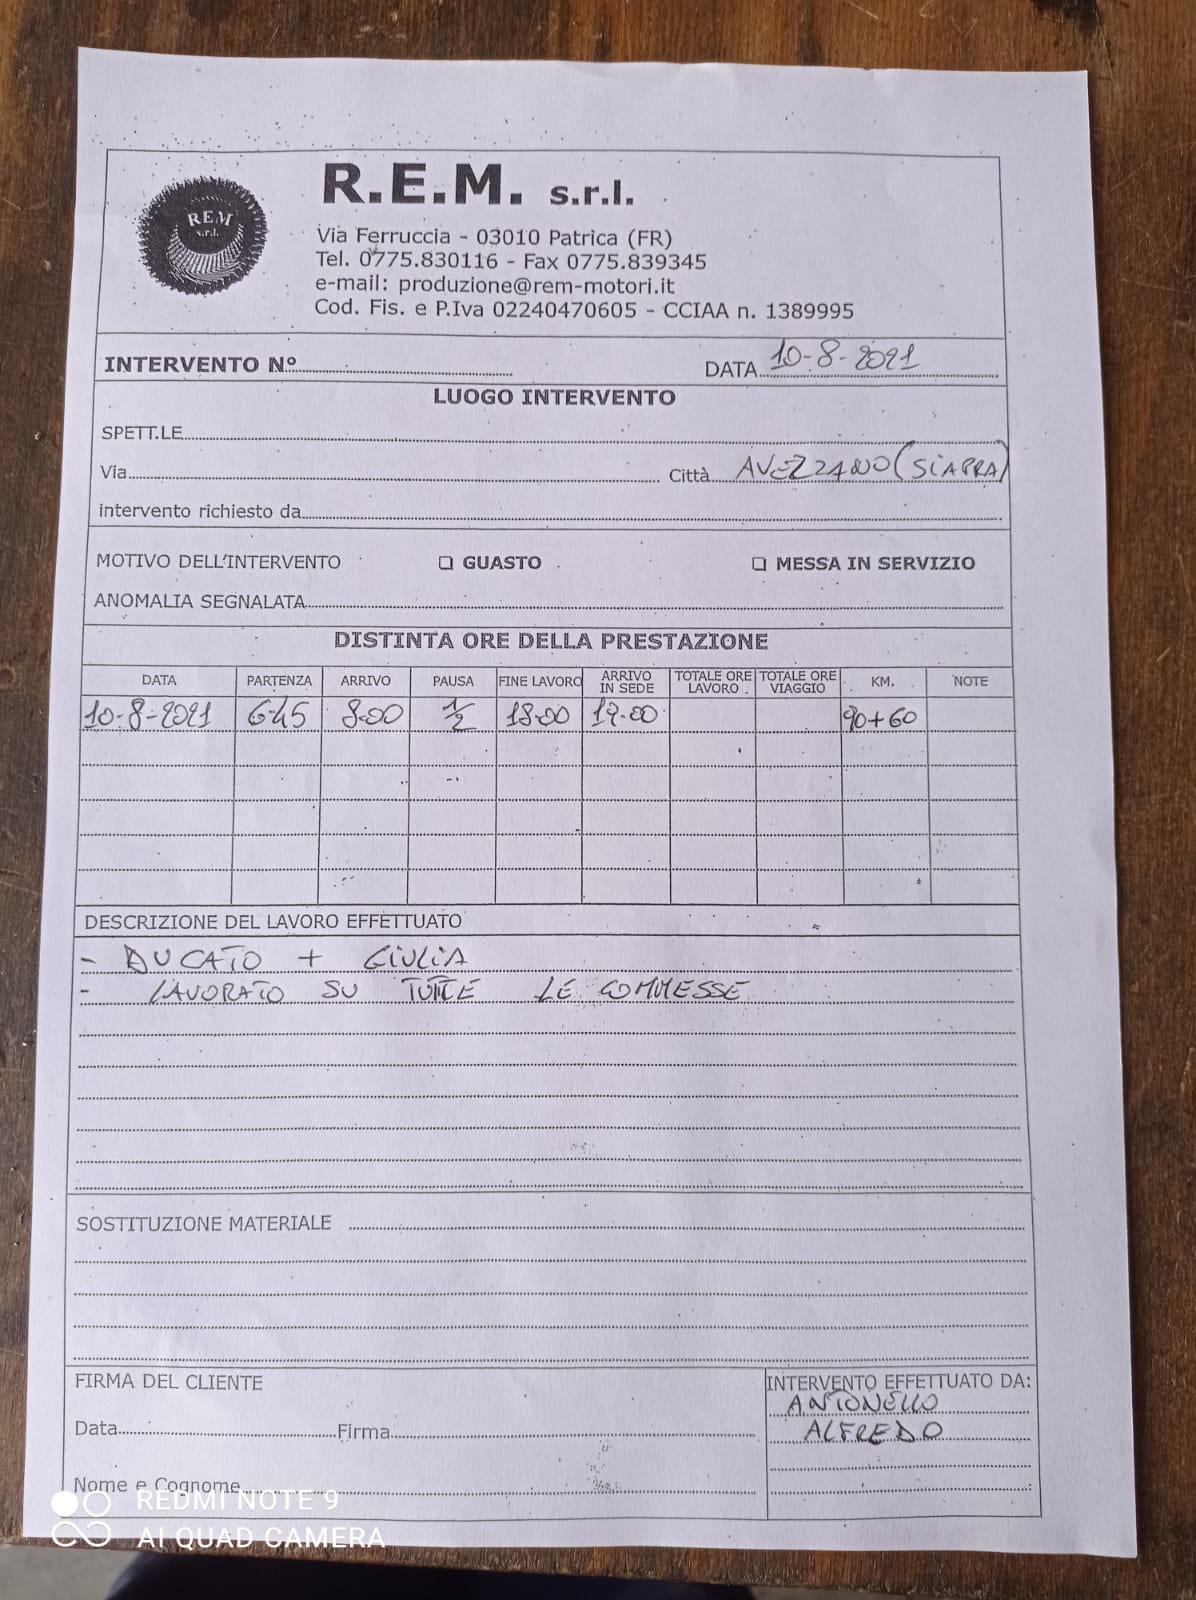 R.E.M. s.r.l.
REM
s.r.l.
Via Ferruccia - 03010 Patrica (FR)
Tel. 0775.830116 - Fax 0775.839345
e-mail: produzione@rem-motori.it
Cod. Fis. e P.Iva 02240470605 - CCIAA n. 1389995
INTERVENTO N° DATA 10-8-2021
LUOGO INTERVENTO
SPETT.LE
Via Città AVEZZANO (SIAPRA)
intervento richiesto da
MOTIVO DELL'INTERVENTO ❑ GUASTO ❑ MESSA IN SERVIZIO
ANOMALIA SEGNALATA
DISTINTA ORE DELLA PRESTAZIONE
DATA PARTENZA ARRIVO PAUSA FINE LAVORO ARRIVO IN SEDE TOTALE ORE LAVORO TOTALE ORE VIAGGIO KM. NOTE
10-8-2021 6.45 8.00 1/2 18.00 19.00 90+60
DESCRIZIONE DEL LAVORO EFFETTUATO
- DUCATO + GIULIA
- LAVORATO SU TUTTE LE COMMESSE
SOSTITUZIONE MATERIALE
FIRMA DEL CLIENTE INTERVENTO EFFETTUATO DA:
ANTONELLO
Data Firma ALFREDO
Nome e Cognome
REDMI NOTE 9
AI QUAD CAMERA